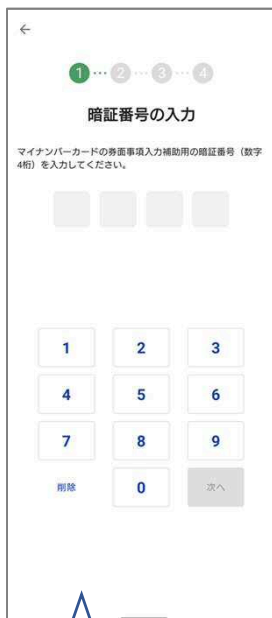 ←
1 2 3 4
暗証番号の入力
マイナンバーカードの券面事項入力補助用の暗証番号（数字
4桁）を入力してください。
1 2 3
4 5 6
7 8 9
削除 0 次へ